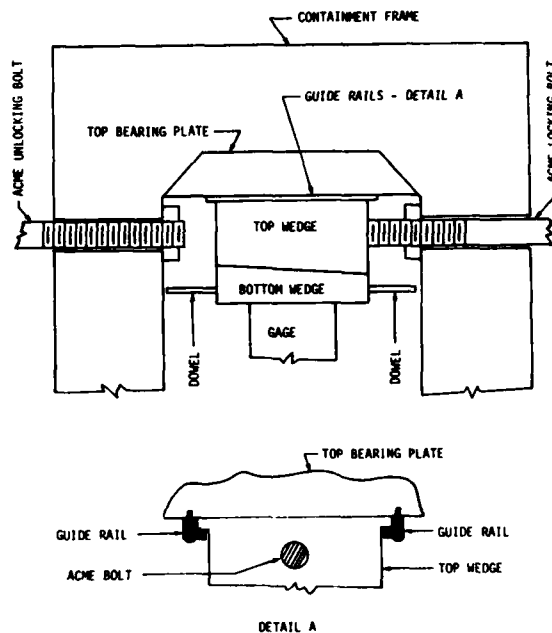 CONTAINMENT FRAME
GUIDE RAILS - DETAIL A
TOP BEARING PLATE
ACME UNLOCKING BOLT
ACME LOCKING BOLT
TOP WEDGE
BOTTOM WEDGE
GAGE
DOWEL
DOWEL
TOP BEARING PLATE
GUIDE RAIL
GUIDE RAIL
ACME BOLT
TOP WEDGE
DETAIL A